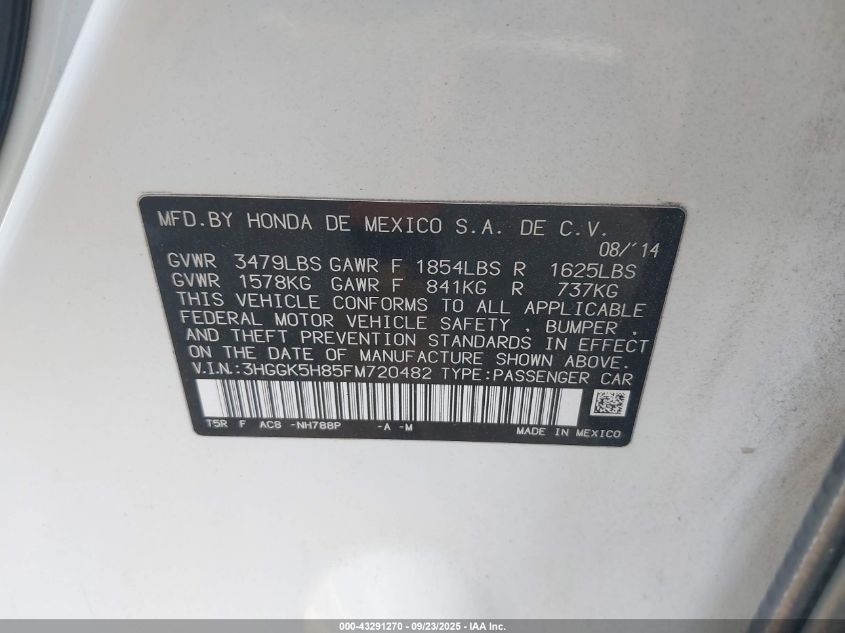 MFD.BY HONDA DE MEXICO S.A. DE C.V.
08/'14
GVWR 3479LBS GAWR F 1854LBS R 1625LBS
GVWR 1578KG GAWR F 841KG R 737KG
THIS VEHICLE CONFORMS TO ALL APPLICABLE
FEDERAL MOTOR VEHICLE SAFETY , BUMPER ,
AND THEFT PREVENTION STANDARDS IN EFFECT
ON THE DATE OF MANUFACTURE SHOWN ABOVE.
V.I.N.:3HGGK5H85FM720482 TYPE:PASSENGER CAR
T5R F AC8 -NH788P -A -M
MADE IN MEXICO
000-43291270 - 09/23/2025 - IAA Inc.